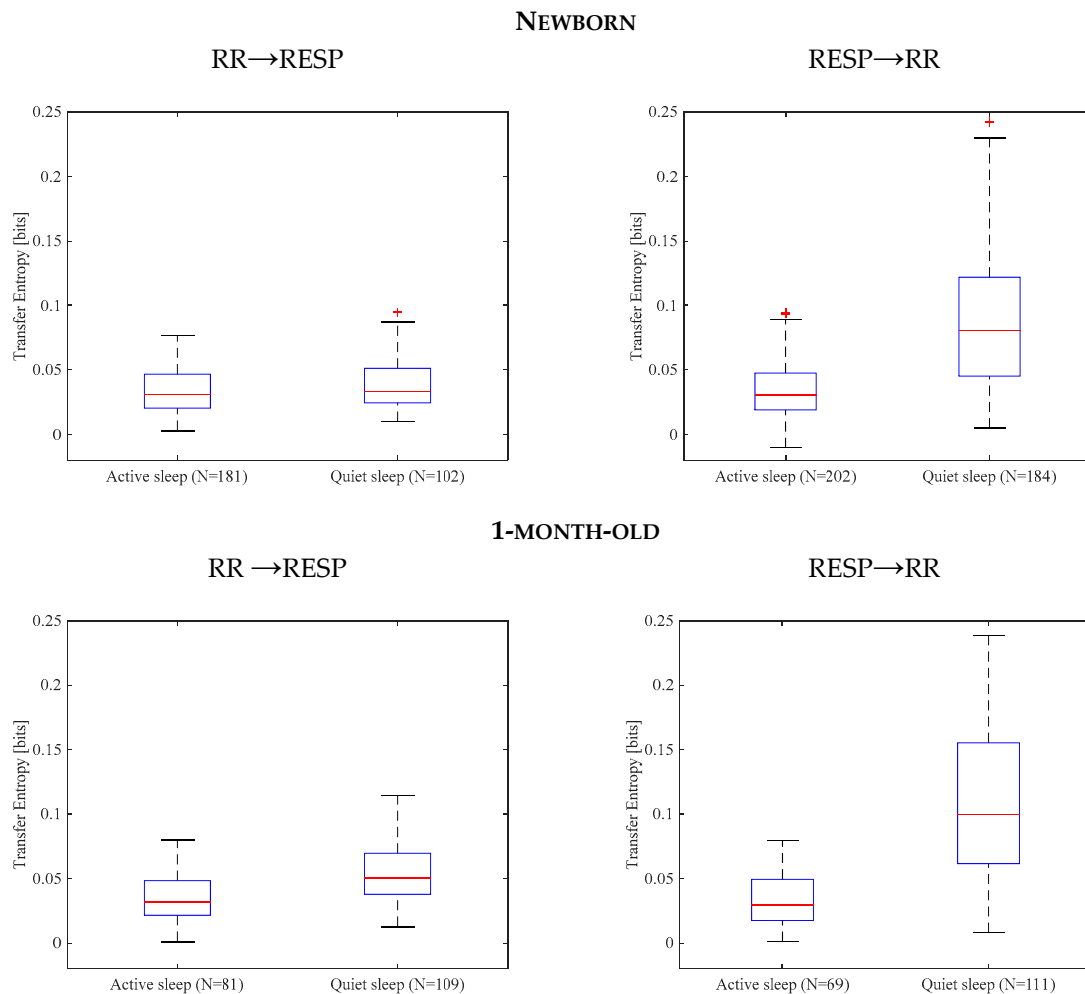 NEWBORN
RR→RESP
RESP→RR
Transfer Entropy [bits]
0.25
0.2
0.15
0.1
0.05
0
Active sleep (N=181)
Quiet sleep (N=102)
Transfer Entropy [bits]
0.25
0.2
0.15
0.1
0.05
0
Active sleep (N=202)
Quiet sleep (N=184)
1-MONTH-OLD
RR →RESP
RESP→RR
Transfer Entropy [bits]
0.25
0.2
0.15
0.1
0.05
0
Active sleep (N=81)
Quiet sleep (N=109)
Transfer Entropy [bits]
0.25
0.2
0.15
0.1
0.05
0
Active sleep (N=69)
Quiet sleep (N=111)